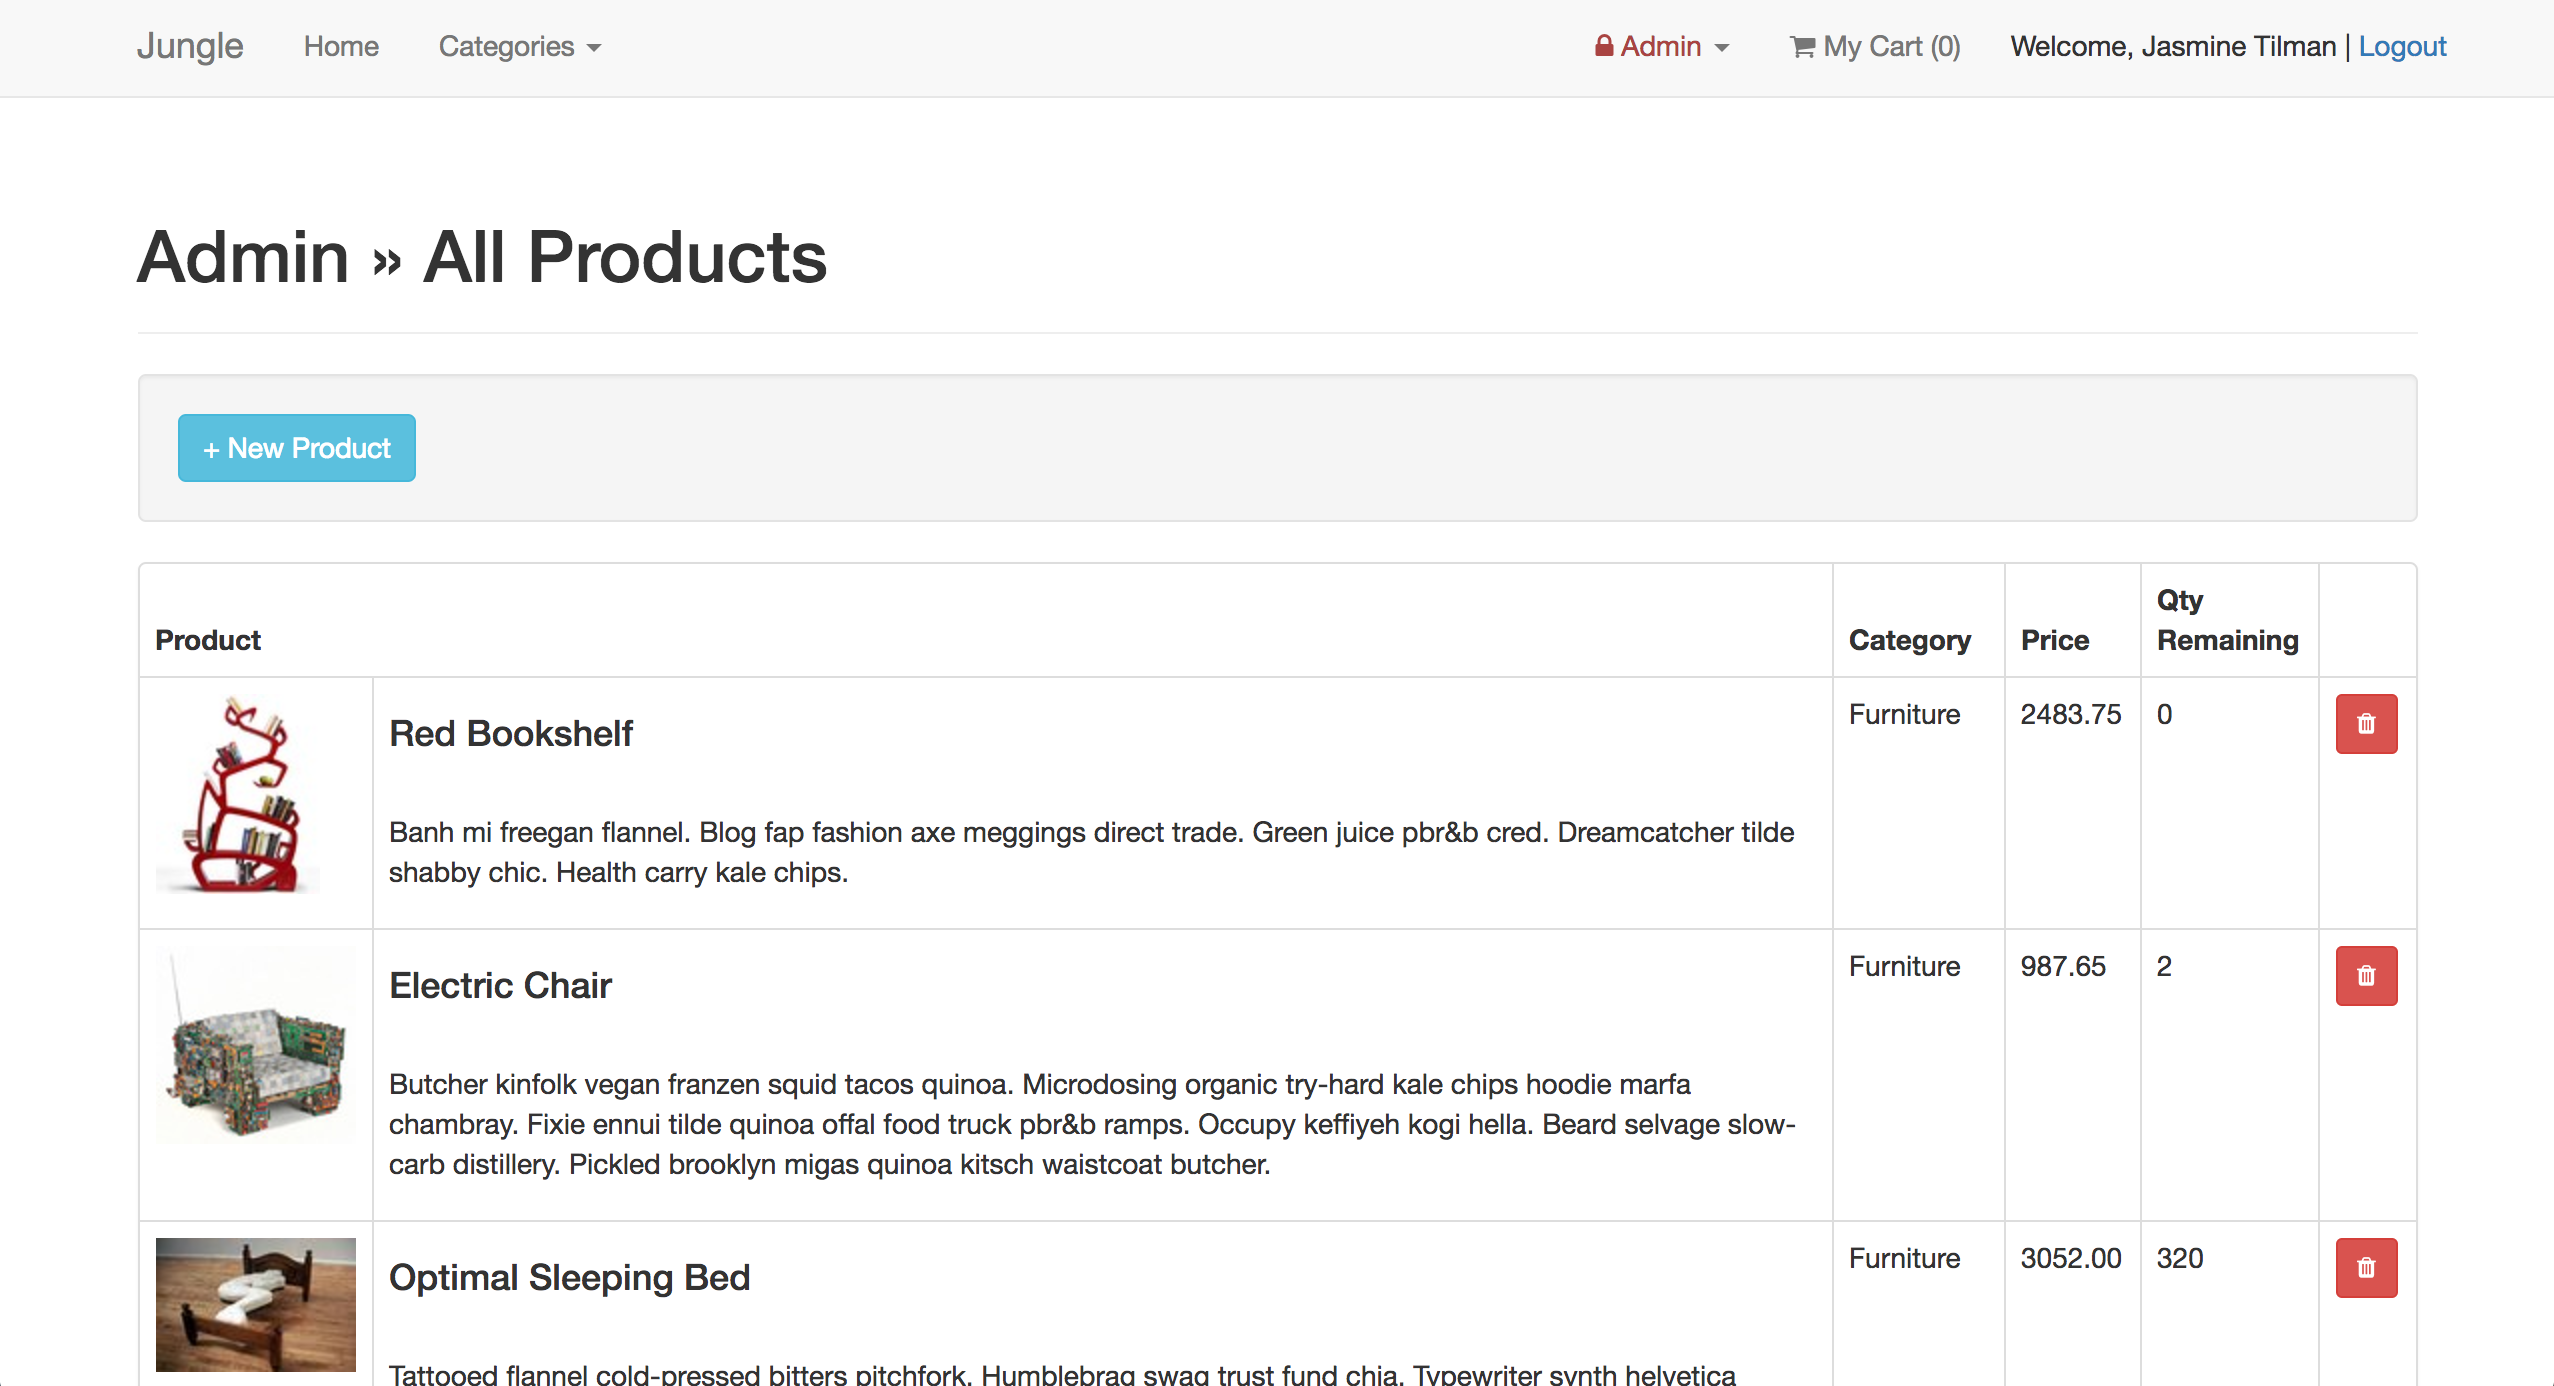 Jungle Home Categories Admin My Cart (0) Welcome, Jasmine Tilman | Logout
Admin » All Products
+ New Product
Product Category Price Qty Remaining
Red Bookshelf Furniture 2483.75 0
Banh mi freegan flannel. Blog fap fashion axe meggings direct trade. Green juice pbr&b cred. Dreamcatcher tilde
shabby chic. Health carry kale chips.
Electric Chair Furniture 987.65 2
Butcher kinfolk vegan franzen squid tacos quinoa. Microdosing organic try-hard kale chips hoodie marfa
chambray. Fixie ennui tilde quinoa offal food truck pbr&b ramps. Occupy keffiyeh kogi hella. Beard selvage slow-
carb distillery. Pickled brooklyn migas quinoa kitsch waistcoat butcher.
Optimal Sleeping Bed Furniture 3052.00 320
Tattooed flannel cold-pressed bitters pitchfork. Humblebrag swag trust fund chia. Typewriter synth helvetica